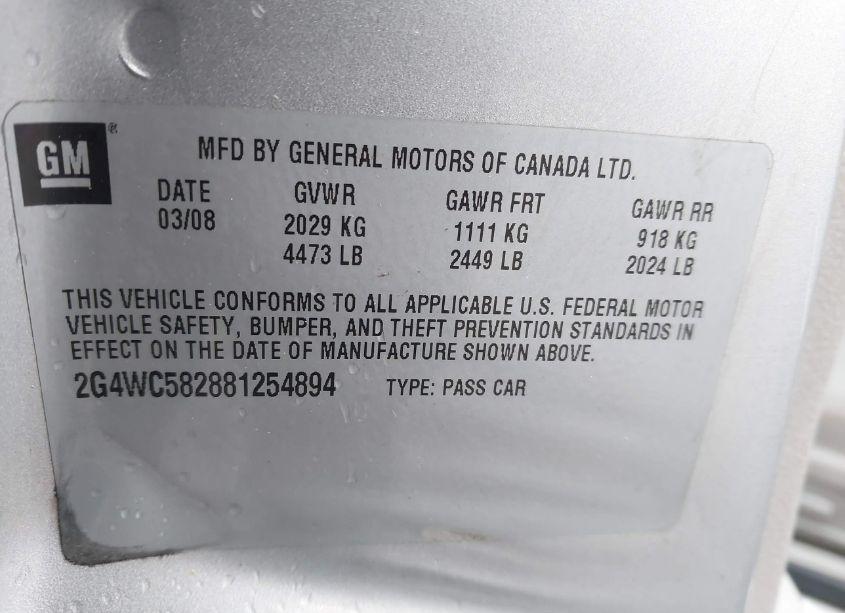 GM®
MFD BY GENERAL MOTORS OF CANADA LTD.
DATE GVWR GAWR FRT GAWR RR
03/08 2029 KG 1111 KG 918 KG
4473 LB 2449 LB 2024 LB
THIS VEHICLE CONFORMS TO ALL APPLICABLE U.S. FEDERAL MOTOR
VEHICLE SAFETY, BUMPER, AND THEFT PREVENTION STANDARDS IN
EFFECT ON THE DATE OF MANUFACTURE SHOWN ABOVE.
2G4WC582881254894 TYPE: PASS CAR